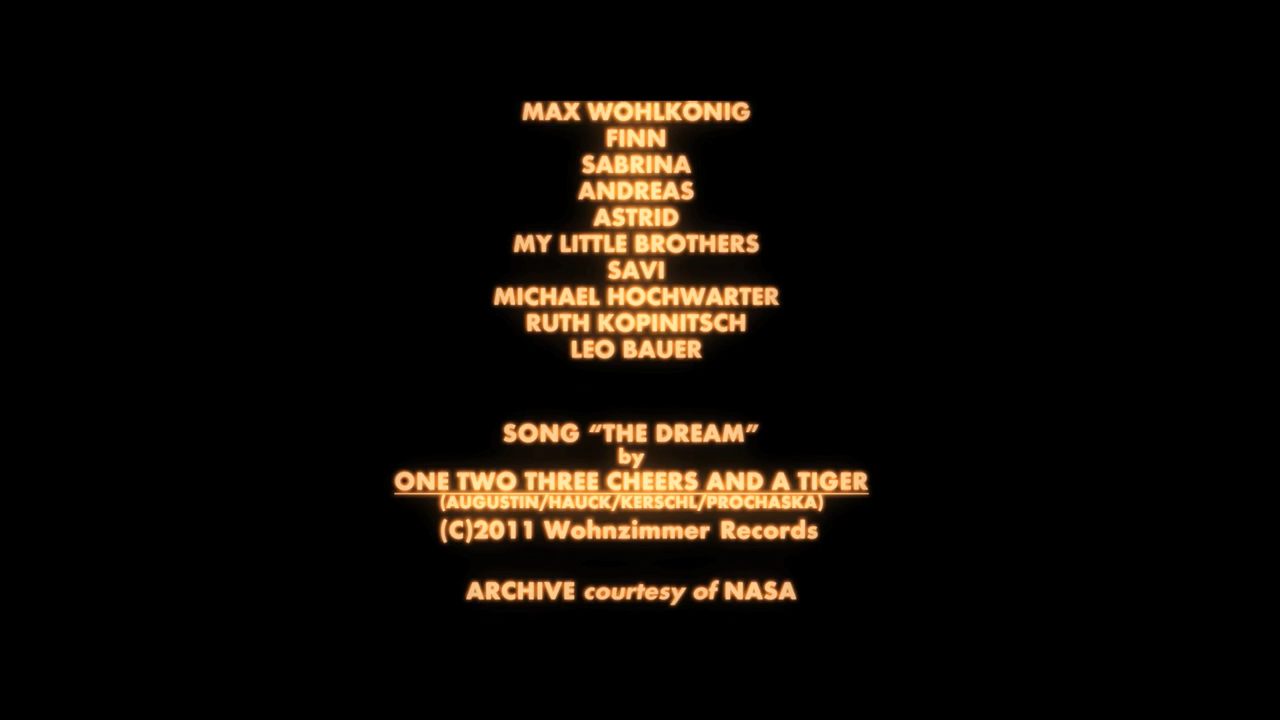 MAX WOHLKÖNIG
FINN
SABRINA
ANDREAS
ASTRID
MY LITTLE BROTHERS
SAVI
MICHAEL HOCHWARTER
RUTH KOPINITSCH
LEO BAUER
SONG “THE DREAM”
by
ONE TWO THREE CHEERS AND A TIGER
(AUGUSTIN/HAUCK/KERSCHL/PROCHASKA)
(C)2011 Wohnzimmer Records
ARCHIVE courtesy of NASA